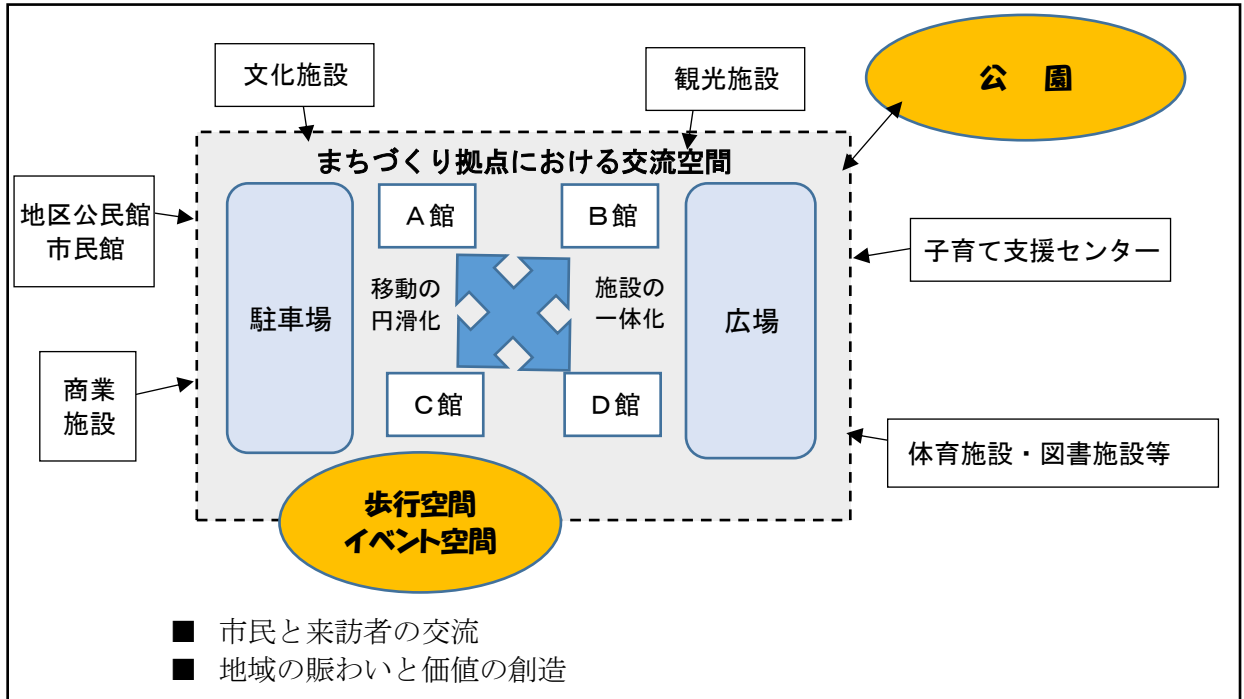 文化施設
観光施設
公 園
まちづくり拠点における交流空間
地区公民館
市民館
A館
B館
子育て支援センター
駐車場
移動の
円滑化
施設の
一体化
広場
商業
施設
C館
D館
体育施設・図書施設等
歩行空間
イベント空間
■ 市民と来訪者の交流
■ 地域の賑わいと価値の創造